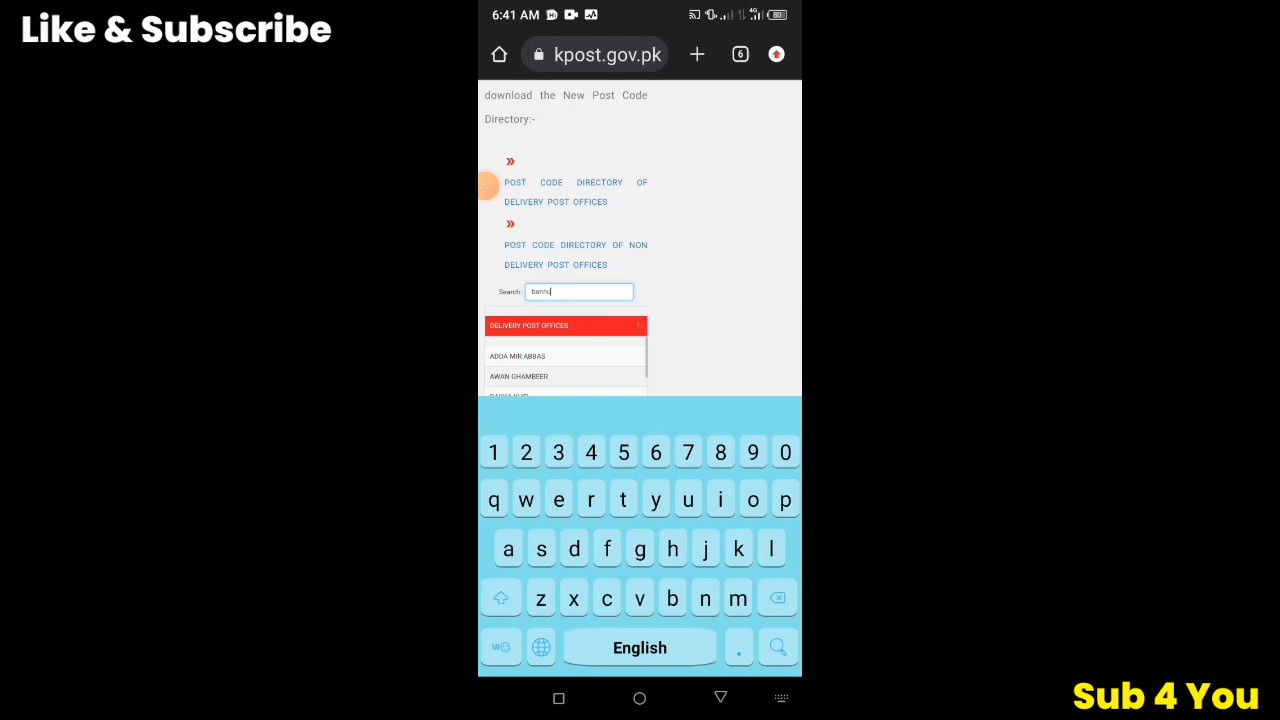 Like & Subscribe
6:41 AM
4G
80
kpost.gov.pk
6
download the New Post Code
Directory:-
»
POST CODE DIRECTORY OF
DELIVERY POST OFFICES
»
POST CODE DIRECTORY OF NON
DELIVERY POST OFFICES
Search: bannu
DELIVERY POST OFFICES
ADDA MIR ABBAS
AWAN GHAMBEER
1 2 3 4 5 6 7 8 9 0
q w e r t y u i o p
a s d f g h j k l
z x c v b n m
!#☺ English .
Sub 4 You